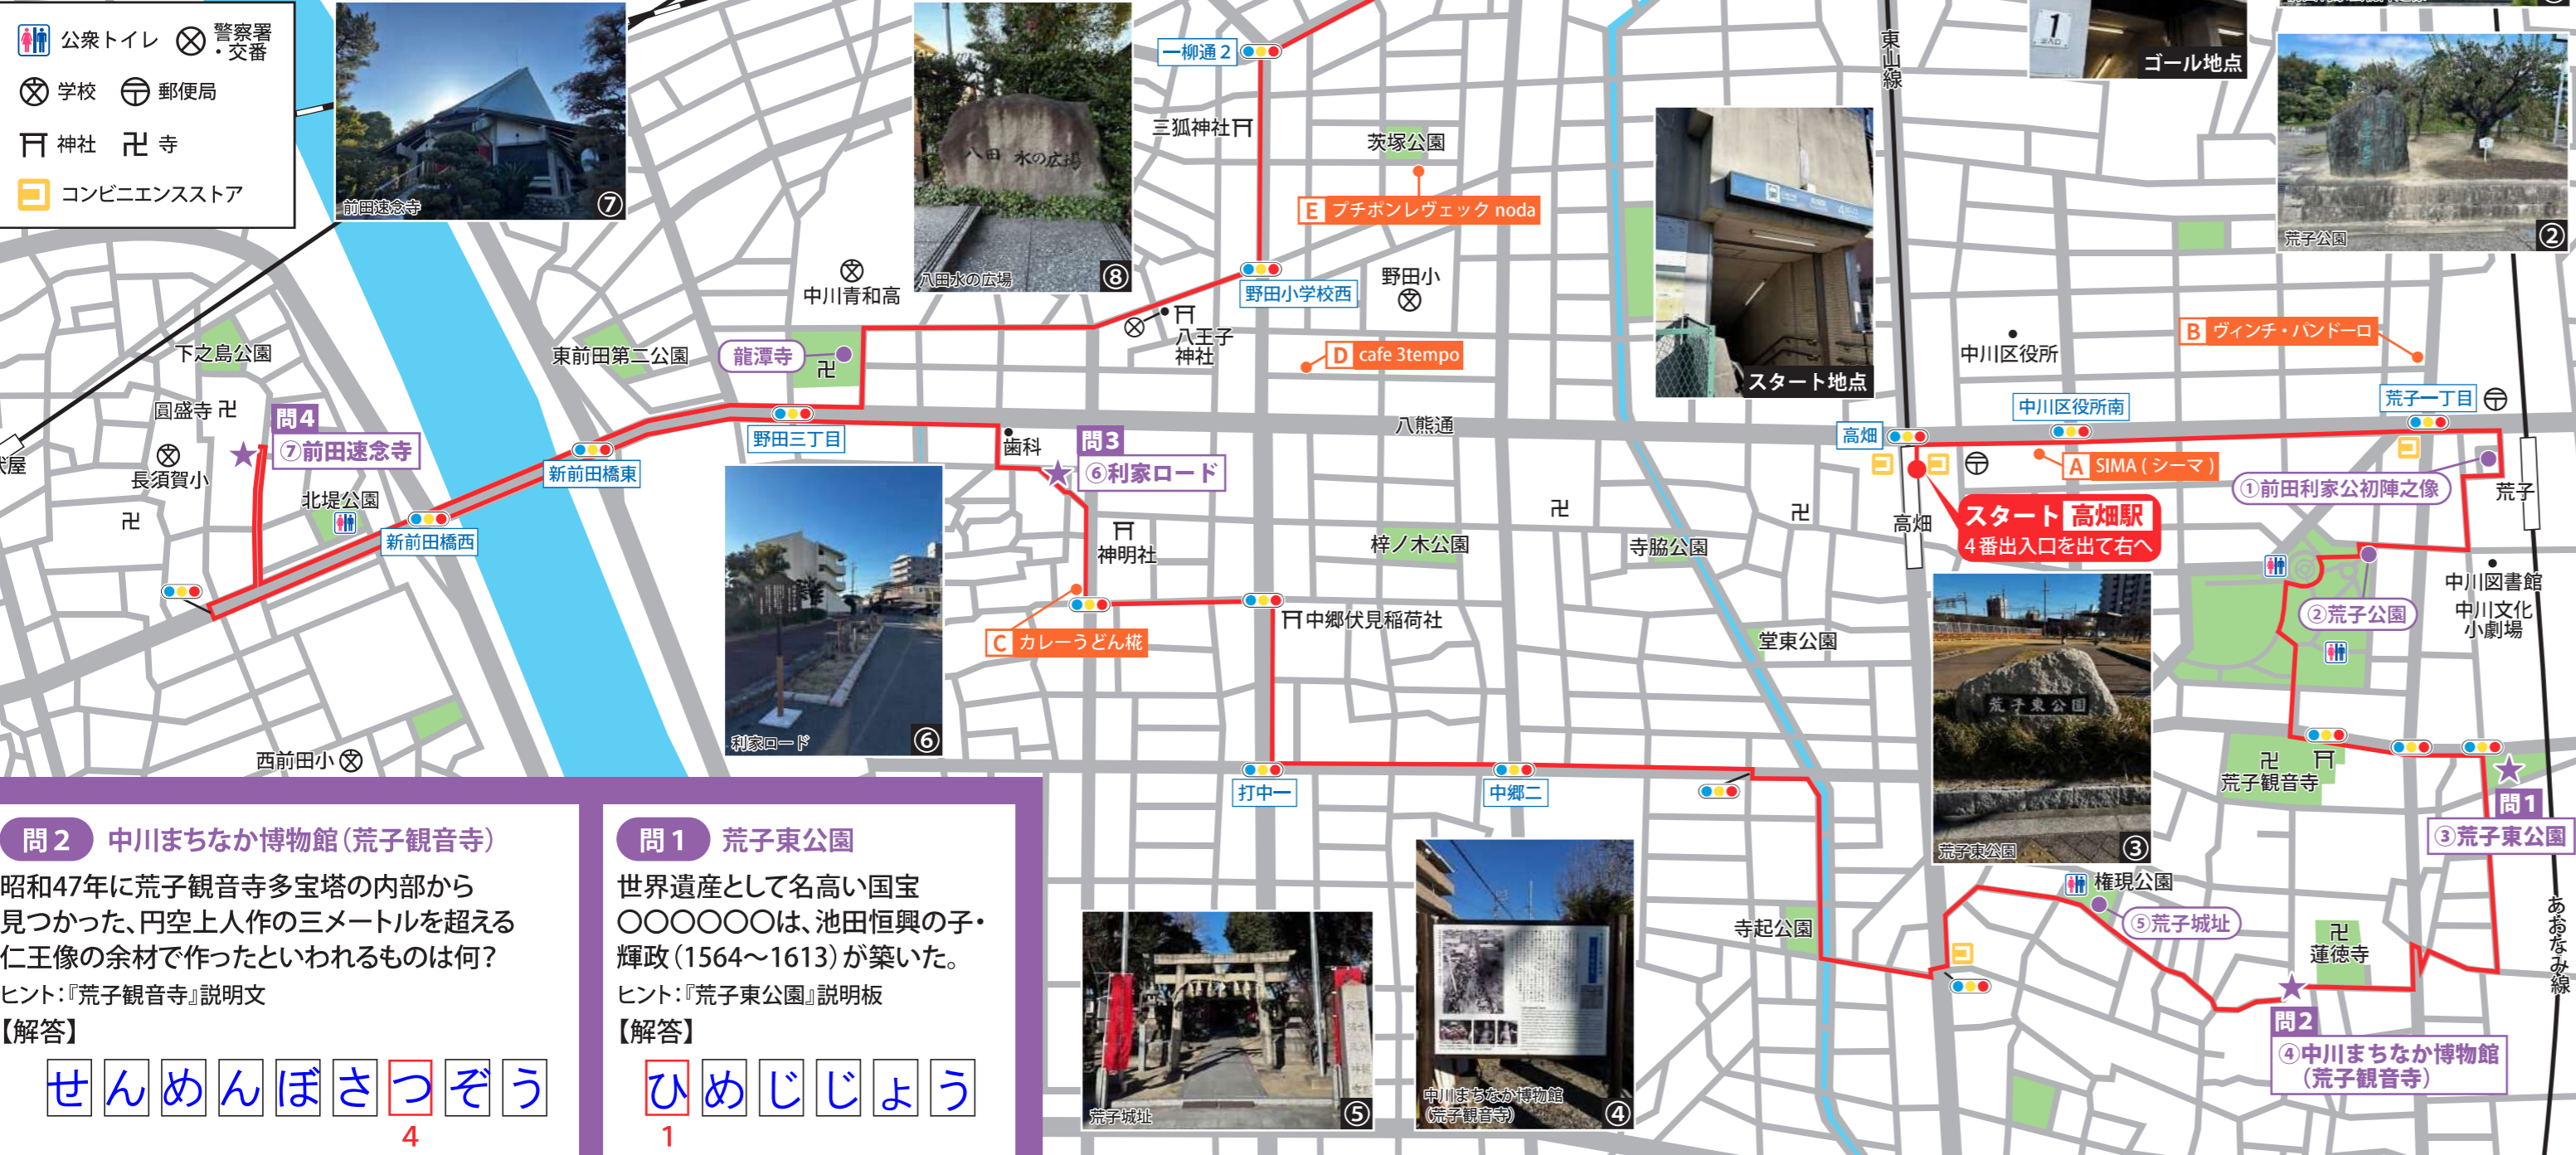 公衆トイレ
警察署・交番
学校
郵便局
神社
寺
コンビニエンスストア
前田速念寺
⑦
八田 水の広場
八田水の広場
⑧
一柳通2
三狐神社
茨塚公園
E プチポンレヴェック noda
野田小学校西
野田小
中川青和高
八王子
神社
D cafe 3tempo
東山線
1
ゴール地点
スタート地点
荒子公園
②
中川区役所
B ヴィンチ・パンドーロ
荒子一丁目
中川区役所南
高畑
八熊通
A SIMA ( シーマ )
①前田利家公初陣之像
荒子
スタート 高畑駅
4番出入口を出て右へ
高畑
下之島公園
東前田第二公園
龍潭寺
圓盛寺
問4
⑦前田速念寺
長須賀小
北堤公園
新前田橋西
新前田橋東
野田三丁目
歯科
問3
⑥利家ロード
神明社
C カレーうどん椛
利家ロード
⑥
西前田小
梓ノ木公園
寺脇公園
中郷伏見稲荷社
堂東公園
打中一
中郷二
寺起公園
荒子東公園
荒子東公園
③
②荒子公園
中川図書館
中川文化
小劇場
荒子観音寺
問1
③荒子東公園
権現公園
⑤荒子城址
蓮徳寺
問2
④中川まちなか博物館
(荒子観音寺)
あおなみ線
荒子城址
⑤
中川まちなか博物館
(荒子観音寺)
④
問2 中川まちなか博物館(荒子観音寺)
昭和47年に荒子観音寺多宝塔の内部から
見つかった、円空上人作の三メートルを超える
仁王像の余材で作ったといわれるものは何?
ヒント:『荒子観音寺』説明文
【解答】
せんめんぼさつぞう
4
問1 荒子東公園
世界遺産として名高い国宝
〇〇〇〇〇〇は、池田恒興の子・
輝政(1564〜1613)が築いた。
ヒント:『荒子東公園』説明板
【解答】
ひめじじょう
1